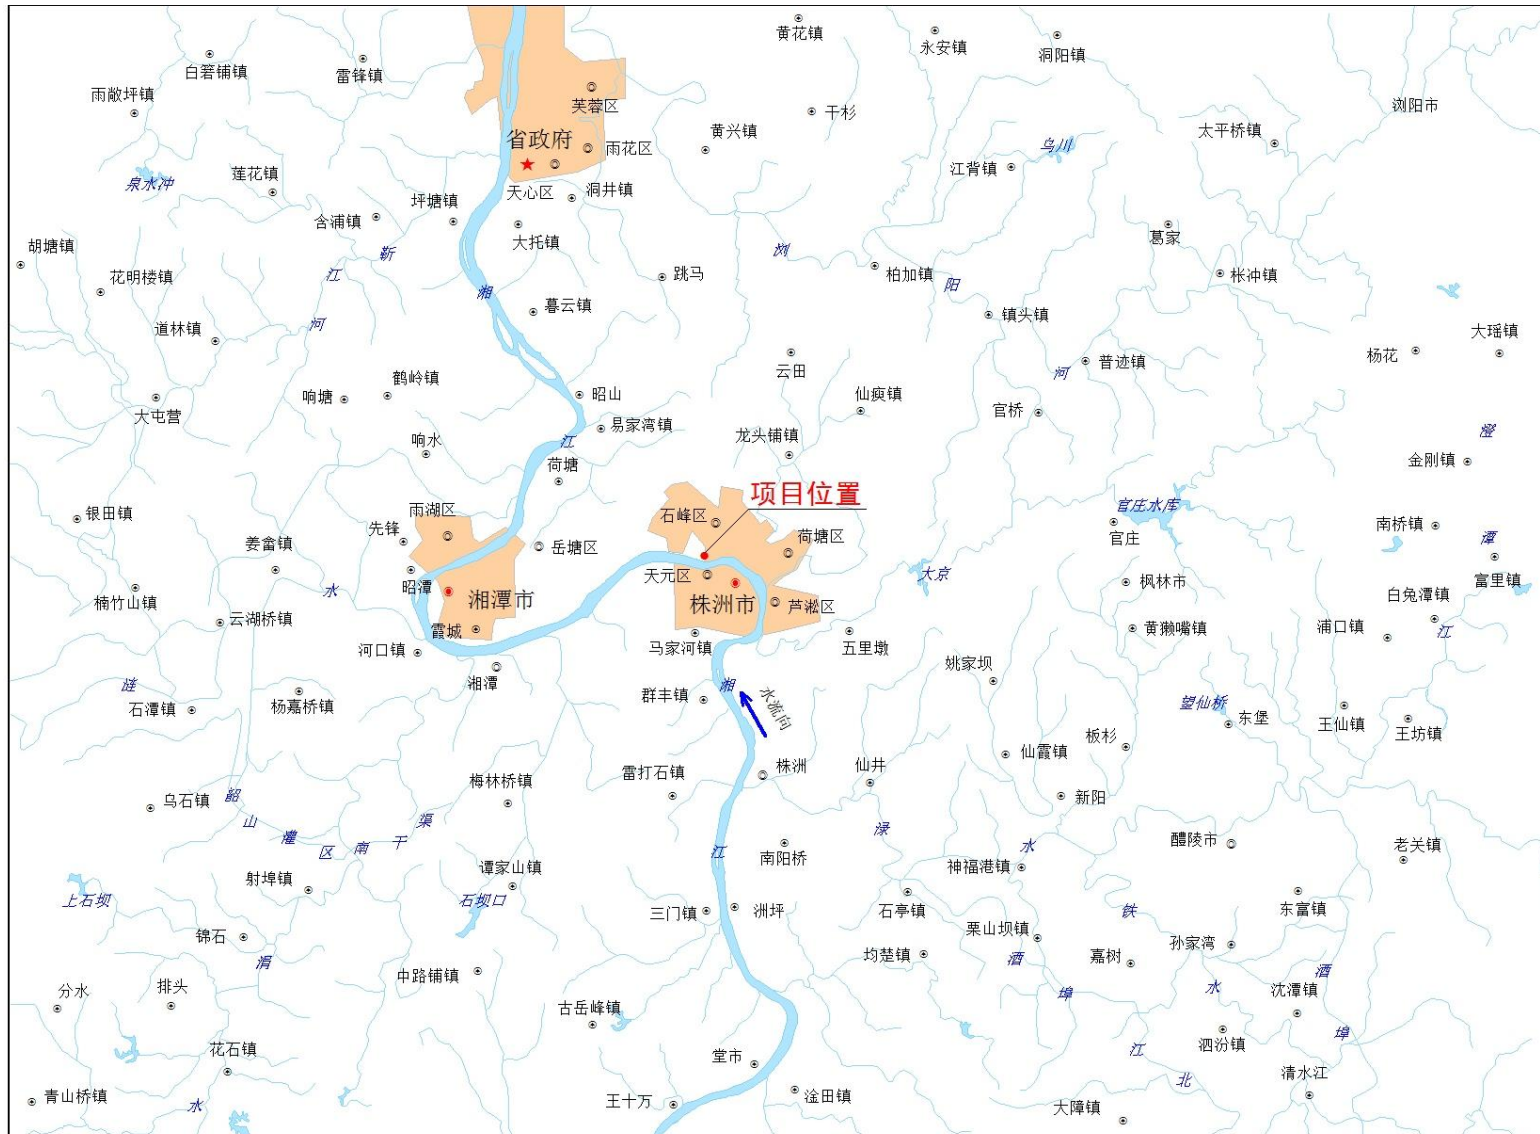 黄花镇
永安镇
洞阳镇
白箬铺镇
雷锋镇
雨敞坪镇
芙蓉区
干杉
浏阳市
黄兴镇
太平桥镇
省政府
雨花区
乌川
江背镇
泉水冲
莲花镇
天心区
洞井镇
坪塘镇
含浦镇
大托镇
葛家
胡塘镇
靳
江
河
浏
阳
河
花明楼镇
跳马
柏加镇
枨冲镇
湘
江
暮云镇
镇头镇
道林镇
大瑶镇
杨花
普迹镇
云田
鹤岭镇
响塘
昭山
仙瘐镇
官桥
大屯营
易家湾镇
响水
龙头铺镇
荷塘
金刚镇
澄
潭
江
项目位置
银田镇
雨湖区
先锋
石峰区
官庄水库
南桥镇
官庄
姜畲镇
岳塘区
荷塘区
昭潭
天元区
大京
枫林市
富里镇
水
楠竹山镇
湘潭市
株洲市
芦淞区
白兔潭镇
云湖桥镇
霞城
黄獭嘴镇
浦口镇
河口镇
马家河镇
五里墩
姚家坝
湘潭
涟
石潭镇
杨嘉桥镇
群丰镇
湘
水流向
望仙桥
东堡
王仙镇
王坊镇
仙霞镇
板杉
雷打石镇
株洲
仙井
梅林桥镇
新阳
乌石镇
韶
山
灌
区
南
干
渠
渌
水
江
南阳桥
醴陵市
老关镇
神福港镇
谭家山镇
射埠镇
上石坝
石坝口
三门镇
洲坪
石亭镇
铁
水
东富镇
栗山坝镇
锦石
涓
水
均楚镇
嘉树
孙家湾
中路铺镇
泗
埠
江
北
沈潭镇
分水
排头
古岳峰镇
泗汾镇
埠
花石镇
堂市
清水江
青山桥镇
王十万
淦田镇
大障镇